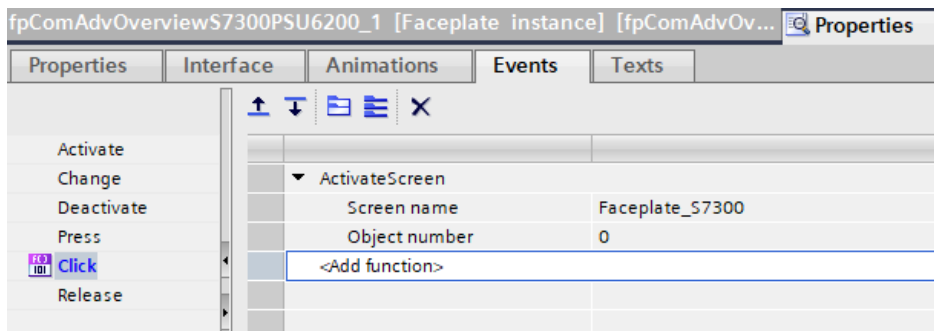 fpComAdvOverviewS7300PSU6200_1 [Faceplate instance] [fpComAdvOv... Properties
Properties Interface Animations Events Texts
Activate
Change
Deactivate
Press
Click
Release
ActivateScreen
Screen name Faceplate_S7300
Object number 0
<Add function>